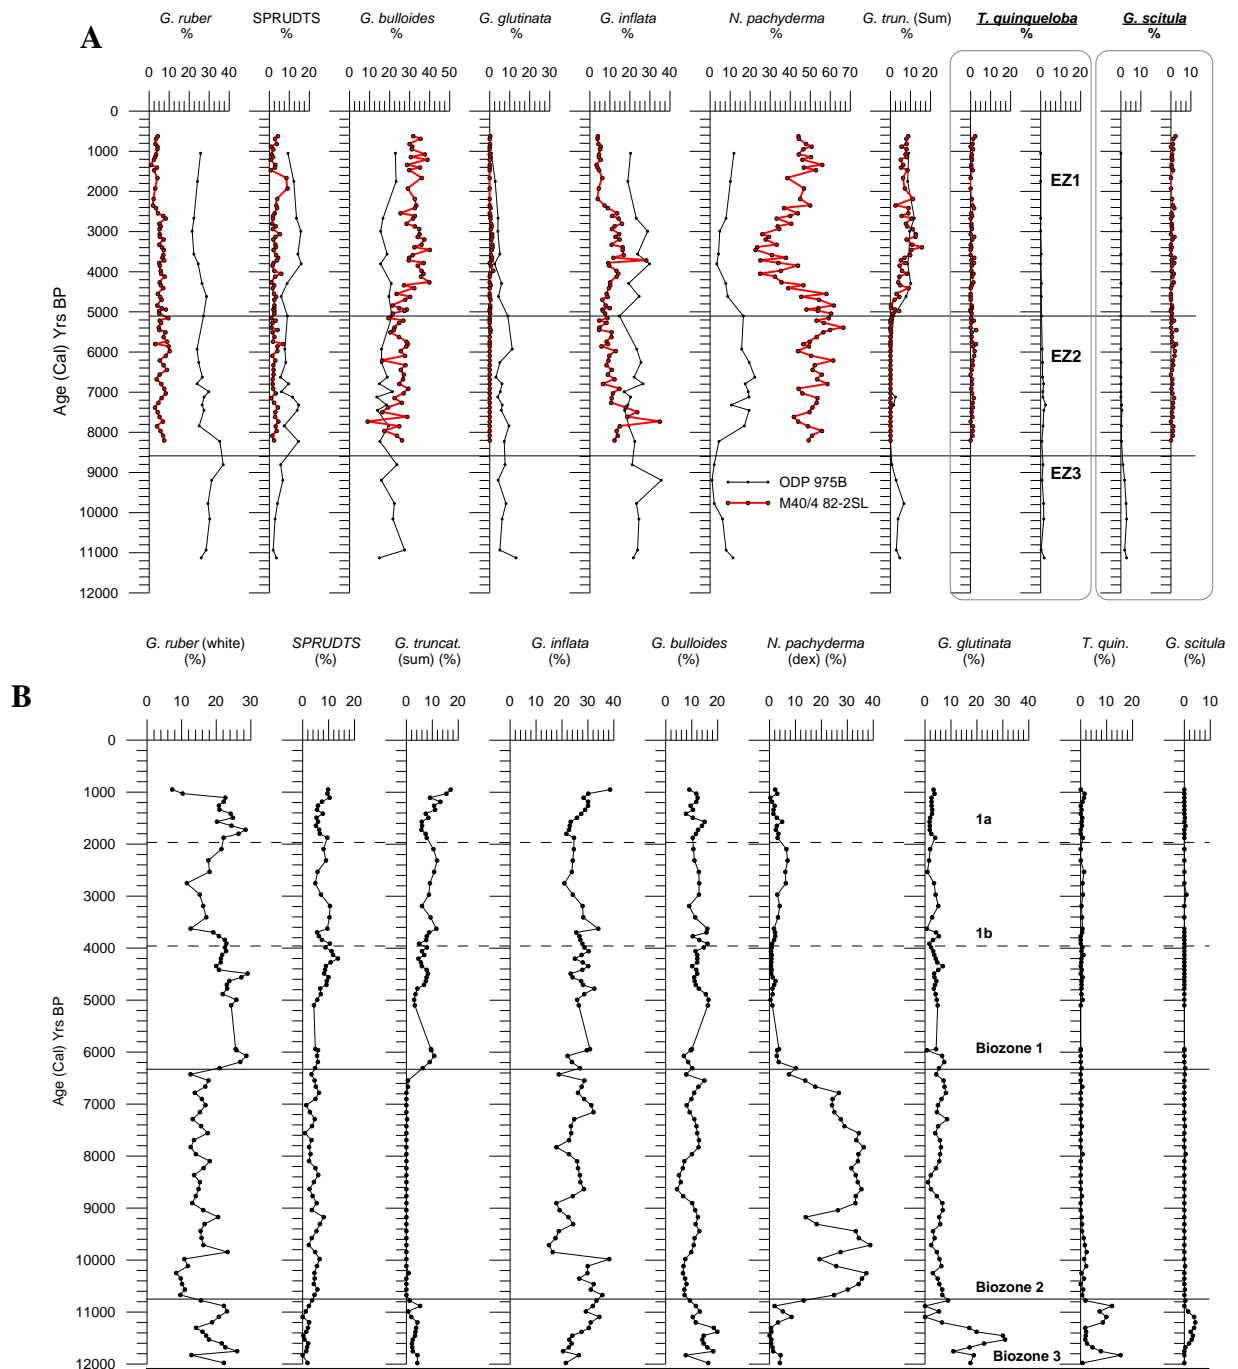 A
G. ruber SPRUDTS G. bulloides G. glutinata G. inflata N. pachyderma G. trun. (Sum) T. quinqueloba G. scitula
% % % % % % % % %
0 10 20 30 40 0 10 20 0 10 20 30 40 50 0 10 20 30 0 10 20 30 40 0 10 20 30 40 50 60 70 0 10 20 0 10 20 0 10 20 0 10 0 10
Age (Cal) Yrs BP
0
1000
2000
3000
4000
5000
6000
7000
8000
9000
10000
11000
12000
EZ1
EZ2
EZ3
ODP 975B
M40/4 82-2SL
B
G. ruber (white) SPRUDTS G. truncat. G. inflata G. bulloides N. pachyderma G. glutinata T. quin. G. scitula
(%) (%) (sum) (%) (%) (%) (dex) (%) (%) (%) (%)
0 10 20 30 0 10 20 0 10 20 0 10 20 30 40 0 10 20 0 10 20 30 40 0 10 20 30 40 0 10 20 0 10
Age (Cal) Yrs BP
0
1000
2000
3000
4000
5000
6000
7000
8000
9000
10000
11000
12000
1a
1b
Biozone 1
Biozone 2
Biozone 3